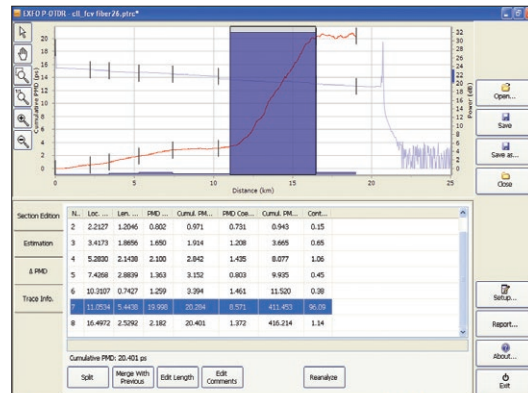 EXFO P-OTDR - cll_fcv fiber26.ptrc*
Cumulative PMD (ps)
20
18
16
14
12
10
8
6
4
2
0
32
30
28
26
24
22
20
18
16
14
12
10
8
6
4
2
0
Power (dB)
0 5 10 15 20 25
Distance (km)
Open...
Save
Save as...
Close
Section Edition
Estimation
Δ PMD
Trace Info.
N.. Loc. ... Len. ... PMD ... Cumul. PM... PMD Coe... Cumul. PM... Cont...
2 2.2127 1.2046 0.802 0.971 0.731 0.943 0.15
3 3.4173 1.8656 1.650 1.914 1.208 3.665 0.65
4 5.2830 2.1438 2.100 2.842 1.435 8.077 1.06
5 7.4268 2.8839 1.363 3.152 0.803 9.935 0.45
6 10.3107 0.7427 1.259 3.394 1.461 11.520 0.38
7 11.0534 5.4438 19.998 20.284 8.571 411.453 96.09
8 16.4972 2.5292 2.182 20.401 1.372 416.214 1.14
Cumulative PMD: 20.401 ps
Split
Merge With
Previous
Edit Length
Edit
Comments
Reanalyze
Setup...
Report...
About...
Exit